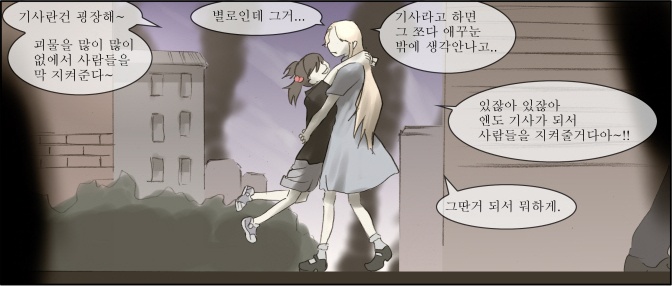 기사란건 굉장해~
괴물을 많이 많이
없에서 사람들을
막 지켜준다~
별로인데 그거...
기사라고 하면
그 쪼다 애꾸눈
밖에 생각안나고..
있잖아 있잖아
앤도 기사가 되서
사람들을 지켜줄거다아~!!
그딴거 되서 뭐하게.